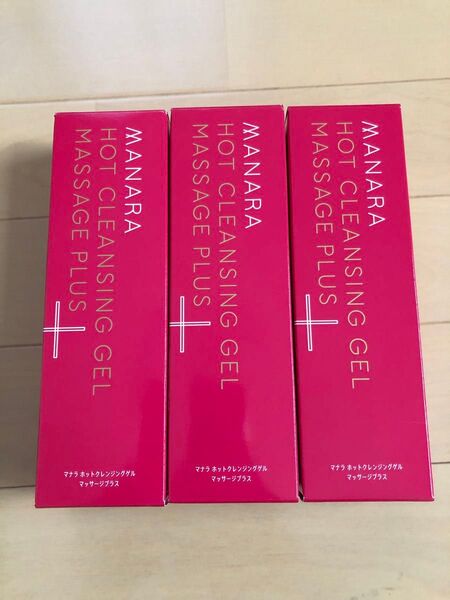 MANARA
HOT CLEANSING GEL
MASSAGE PLUS
マナラ ホットクレンジングゲル
マッサージプラス
MANARA
HOT CLEANSING GEL
MASSAGE PLUS
マナラ ホットクレンジングゲル
マッサージプラス
MANARA
HOT CLEANSING GEL
MASSAGE PLUS
マナラ ホットクレンジングゲル
マッサージプラス